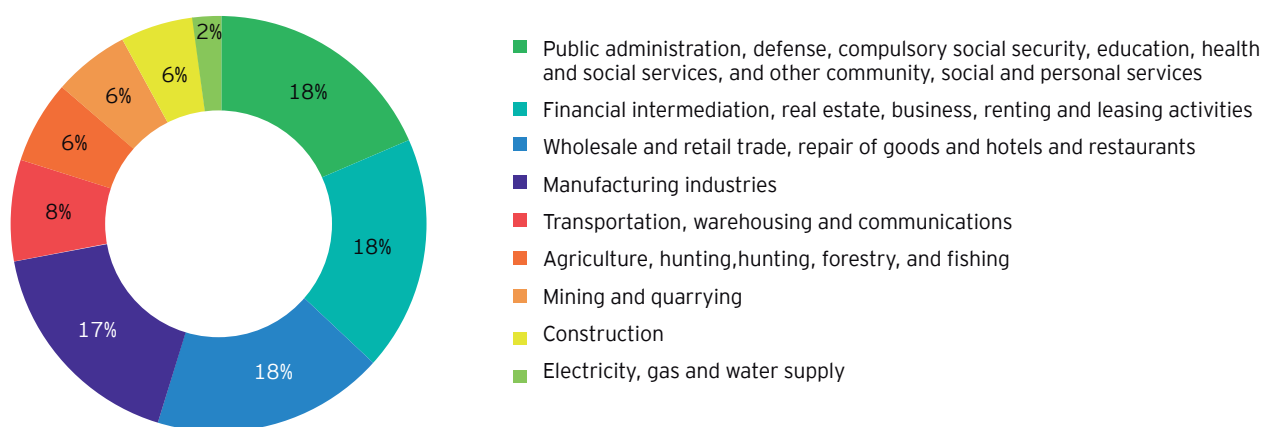 2%
18%
6%
6%
6%
8%
18%
17%
18%
Public administration, defense, compulsory social security, education, health
and social services, and other community, social and personal services
Financial intermediation, real estate, business, renting and leasing activities
Wholesale and retail trade, repair of goods and hotels and restaurants
Manufacturing industries
Transportation, warehousing and communications
Agriculture, hunting,hunting, forestry, and fishing
Mining and quarrying
Construction
Electricity, gas and water supply